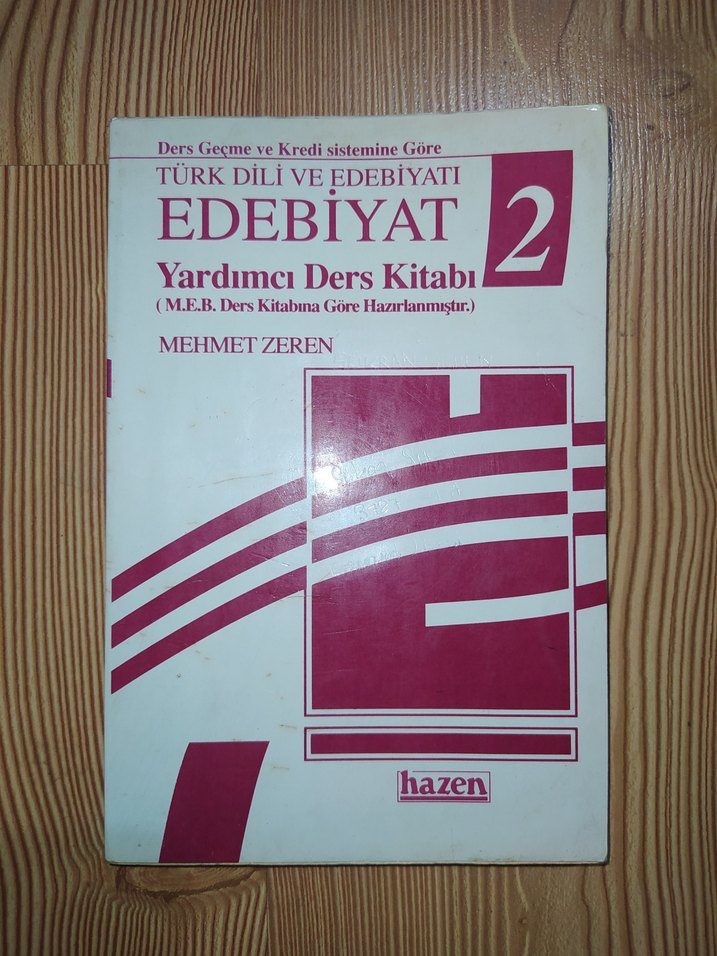 Ders Geçme ve Kredi sistemine Göre
TÜRK DİLİ VE EDEBİYATI
EDEBİYAT
2
Yardımcı Ders Kitabı
( M.E.B. Ders Kitabına Göre Hazırlanmıştır.)
MEHMET ZEREN
hazen